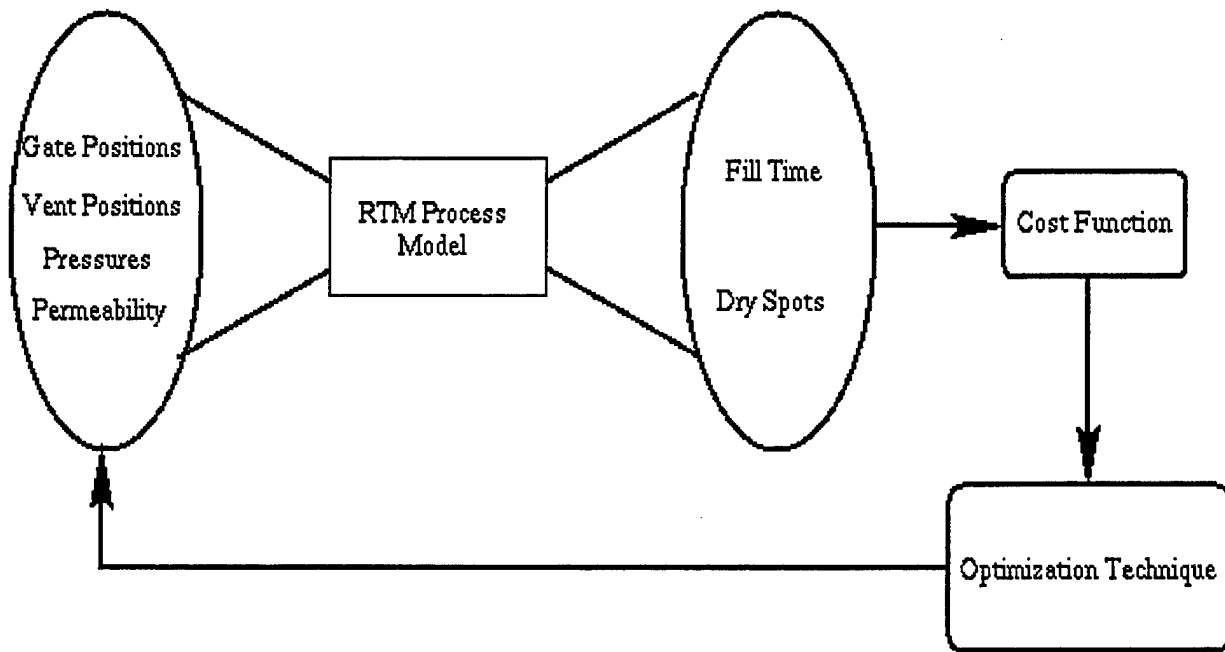 Gate Positions
Vent Positions
Pressures
Permeability
RTM Process
Model
Fill Time
Dry Spots
Cost Function
Optimization Technique